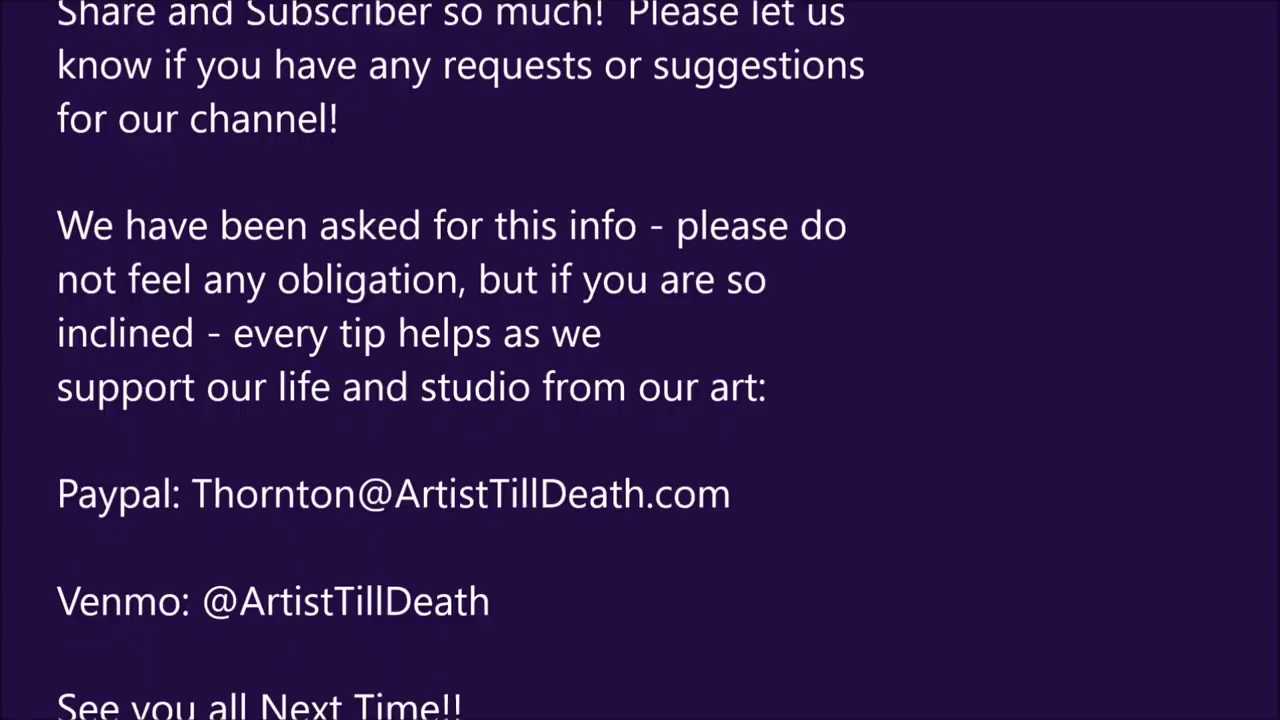 Share and Subscriber so much!  Please let us
know if you have any requests or suggestions
for our channel!
We have been asked for this info - please do
not feel any obligation, but if you are so
inclined - every tip helps as we
support our life and studio from our art:
Paypal: Thornton@ArtistTillDeath.com
Venmo: @ArtistTillDeath
See you all Next Time!!